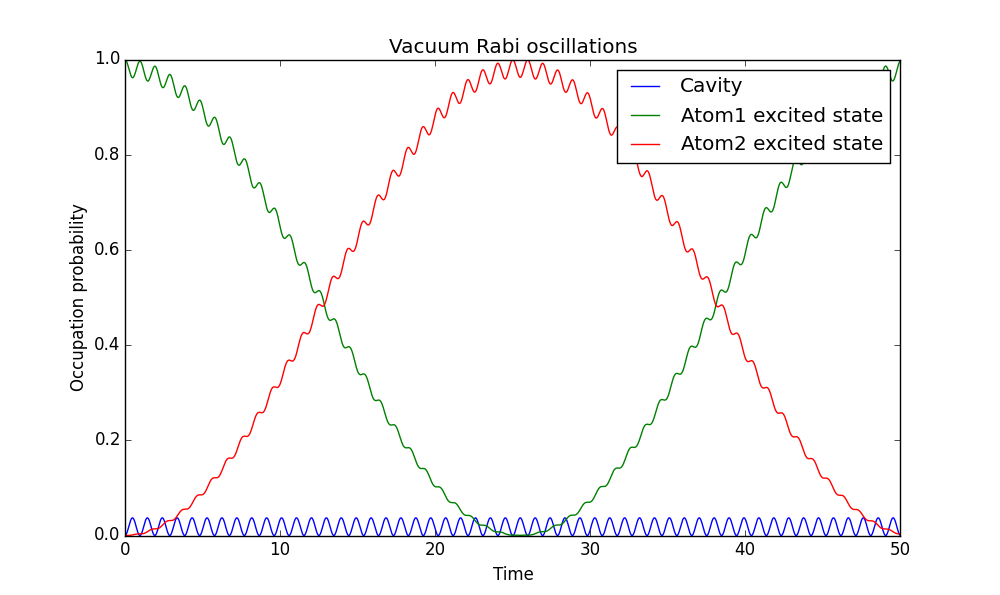 Vacuum Rabi oscillations
Cavity
Atom1 excited state
Atom2 excited state
Occupation probability
1.0
0.8
0.6
0.4
0.2
0.0
0 10 20 30 40 50
Time